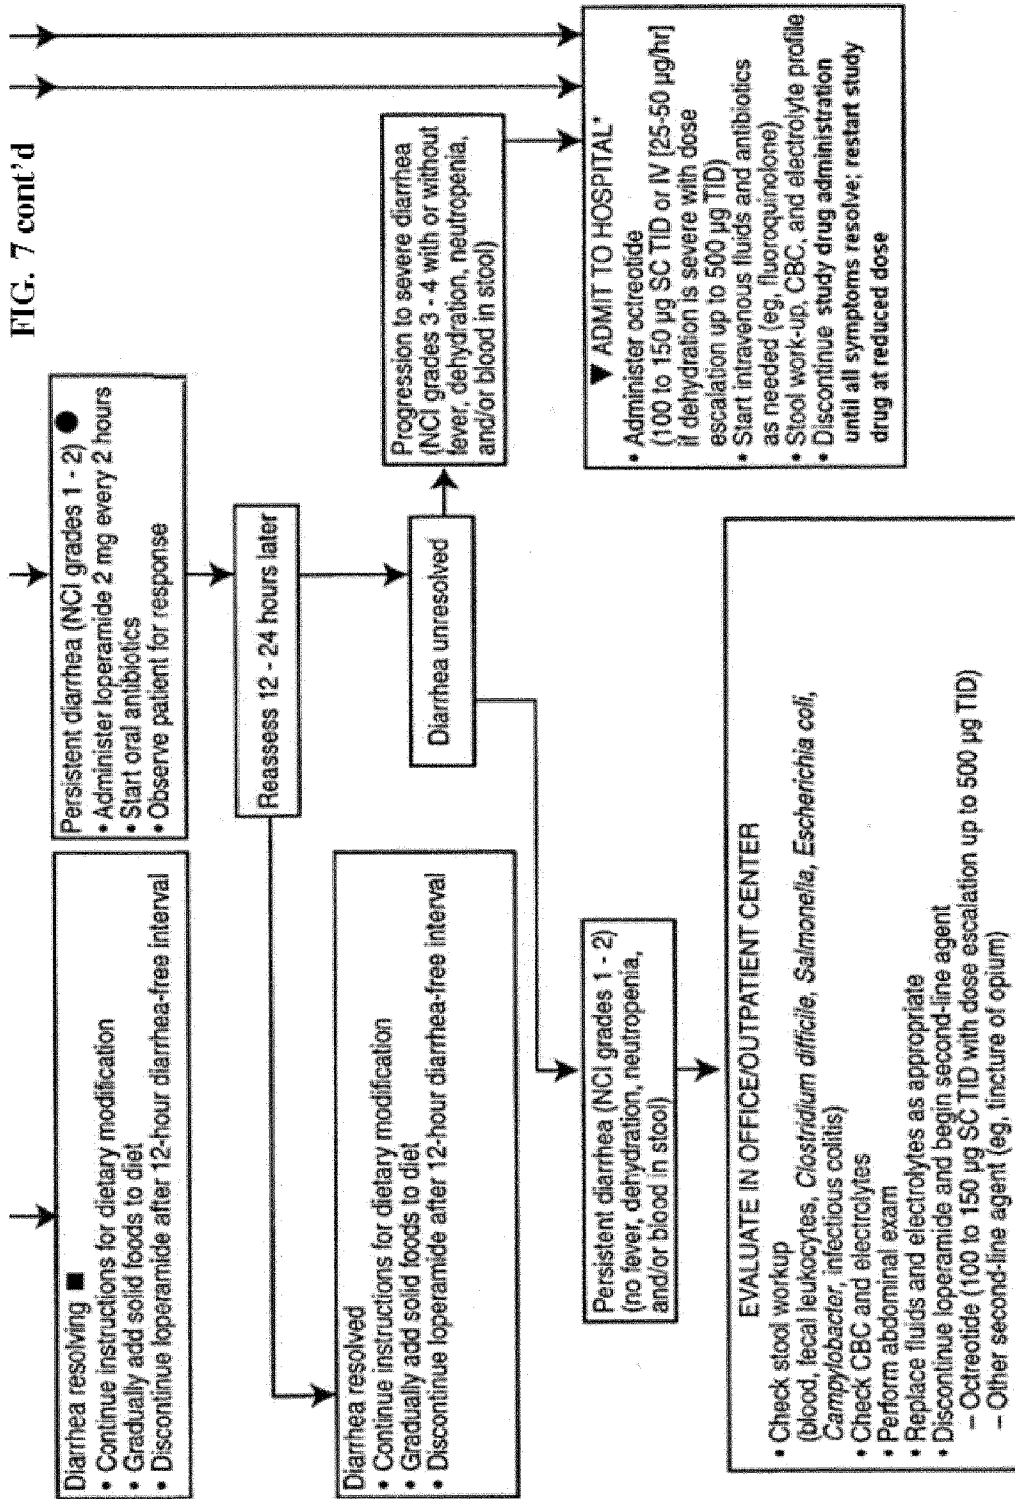 FIG. 7 cont'd
Diarrhea resolving ■
• Continue instructions for dietary modification
• Gradually add solid foods to diet
• Discontinue loperamide after 12-hour diarrhea-free interval
Persistent diarrhea (NCI grades 1 - 2) ●
• Administer loperamide 2 mg every 2 hours
• Start oral antibiotics
• Observe patient for response
Reassess 12 - 24 hours later
Diarrhea resolved
• Continue instructions for dietary modification
• Gradually add solid foods to diet
• Discontinue loperamide after 12-hour diarrhea-free interval
Diarrhea unresolved
Progression to severe diarrhea
(NCI grades 3 - 4 with or without
fever, dehydration, neutropenia,
and/or blood in stool)
Persistent diarrhea (NCI grades 1 - 2)
(no fever, dehydration, neutropenia,
and/or blood in stool)
▼ ADMIT TO HOSPITAL*
• Administer octreotide
(100 to 150 µg SC TID or IV [25-50 µg/hr]
if dehydration is severe with dose
escalation up to 500 µg TID)
• Start intravenous fluids and antibiotics
as needed (eg, fluoroquinolone)
• Stool work-up, CBC, and electrolyte profile
• Discontinue study drug administration
until all symptoms resolve; restart study
drug at reduced dose
EVALUATE IN OFFICE/OUTPATIENT CENTER
• Check stool workup
(blood, fecal leukocytes, Clostridium difficile, Salmonella, Escherichia coli,
Campylobacter, infectious colitis)
• Check CBC and electrolytes
• Perform abdominal exam
• Replace fluids and electrolytes as appropriate
• Discontinue loperamide and begin second-line agent
– Octreotide (100 to 150 µg SC TID with dose escalation up to 500 µg TID)
– Other second-line agent (eg, tincture of opium)